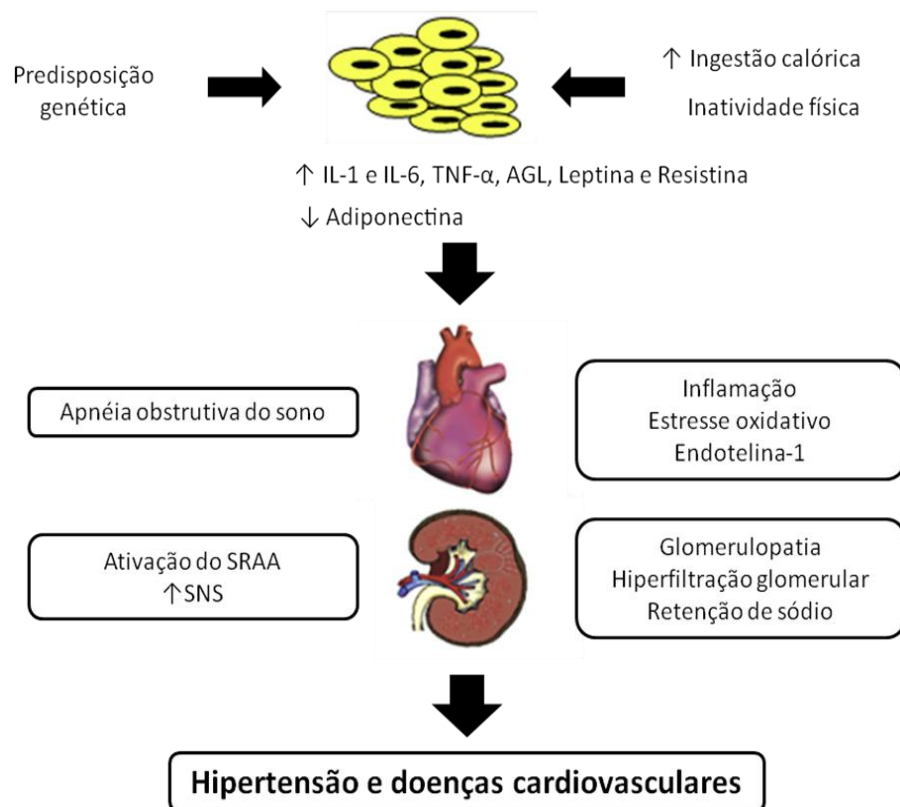 Predisposição
genética
↑ Ingestão calórica
Inatividade física
↑ IL-1 e IL-6, TNF-α, AGL, Leptina e Resistina
↓ Adiponectina
Apnéia obstrutiva do sono
Inflamação
Estresse oxidativo
Endotelina-1
Ativação do SRAA
↑SNS
Glomerulopatia
Hiperfiltração glomerular
Retenção de sódio
Hipertensão e doenças cardiovasculares